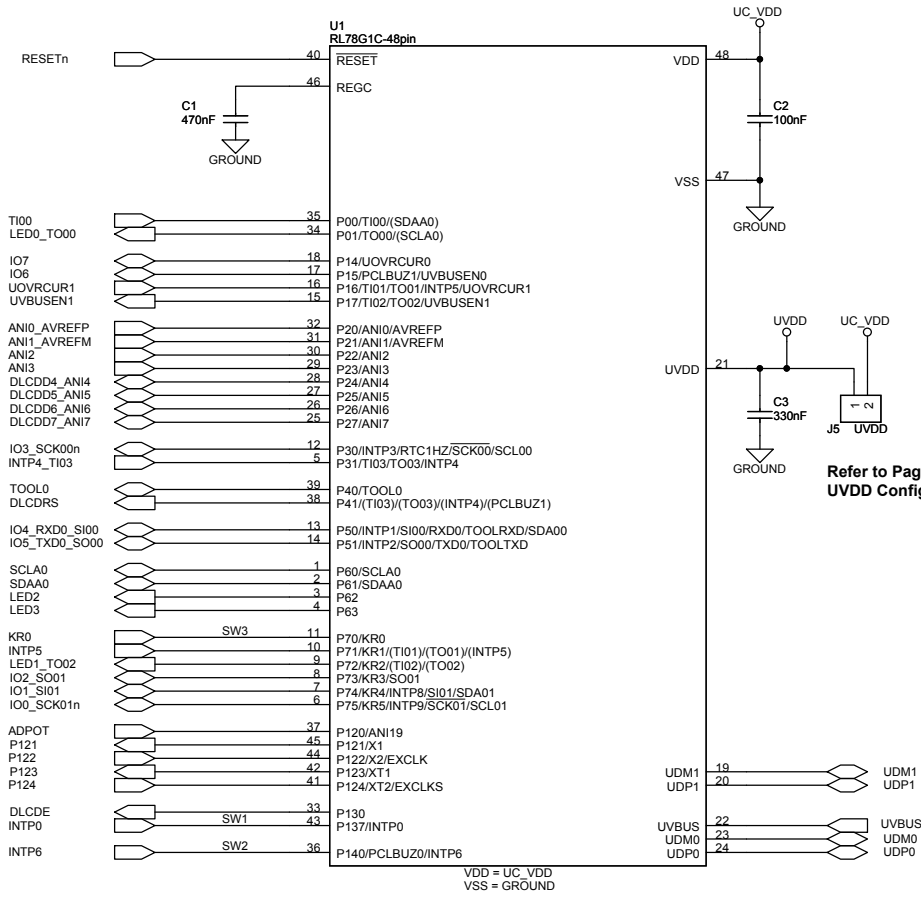 UC_VDD
U1
RL78G1C-48pin
RESETn 40 RESET VDD 48
46 REGC
C1
470nF
GROUND
C2
100nF
VSS 47
GROUND
TI00 35 P00/TI00/(SDAA0)
LED0_TO00 34 P01/TO00/(SCLA0)
IO7 18 P14/UOVRCUR0
IO6 17 P15/PCLBUZ1/UVBUSEN0
UOVRCUR1 16 P16/TI01/TO01/INTP5/UOVRCUR1
UVBUSEN1 15 P17/TI02/TO02/UVBUSEN1
ANI0_AVREFP 32 P20/ANI0/AVREFP
ANI1_AVREFM 31 P21/ANI1/AVREFM
ANI2 30 P22/ANI2
ANI3 29 P23/ANI3
DLCDD4_ANI4 28 P24/ANI4
DLCDD5_ANI5 27 P25/ANI5
DLCDD6_ANI6 26 P26/ANI6
DLCDD7_ANI7 25 P27/ANI7
UVDD UC_VDD
UVDD 21
C3
330nF
GROUND
1 2
J5 UVDD
Refer to Pag
UVDD Config
IO3_SCK00n 12 P30/INTP3/RTC1HZ/SCK00/SCL00
INTP4_TI03 5 P31/TI03/TO03/INTP4
TOOL0 39 P40/TOOL0
DLCDRS 38 P41/(TI03)/(TO03)/(INTP4)/(PCLBUZ1)
IO4_RXD0_SI00 13 P50/INTP1/SI00/RXD0/TOOLRXD/SDA00
IO5_TXD0_SO00 14 P51/INTP2/SO00/TXD0/TOOLTXD
SCLA0 1 P60/SCLA0
SDAA0 2 P61/SDAA0
LED2 3 P62
LED3 4 P63
KR0 SW3 11 P70/KR0
INTP5 10 P71/KR1/(TI01)/(TO01)/(INTP5)
LED1_TO02 9 P72/KR2/(TI02)/(TO02)
IO2_SO01 8 P73/KR3/SO01
IO1_SI01 7 P74/KR4/INTP8/SI01/SDA01
IO0_SCK01n 6 P75/KR5/INTP9/SCK01/SCL01
ADPOT 37 P120/ANI19
P121 45 P121/X1
P122 44 P122/X2/EXCLK
P123 42 P123/XT1
P124 41 P124/XT2/EXCLKS
UDM1 19 UDM1
UDP1 20 UDP1
DLCDE 33 P130
INTP0 SW1 43 P137/INTP0
INTP6 SW2 36 P140/PCLBUZ0/INTP6
UVBUS 22 UVBUS
UDM0 23 UDM0
UDP0 24 UDP0
VDD = UC_VDD
VSS = GROUND